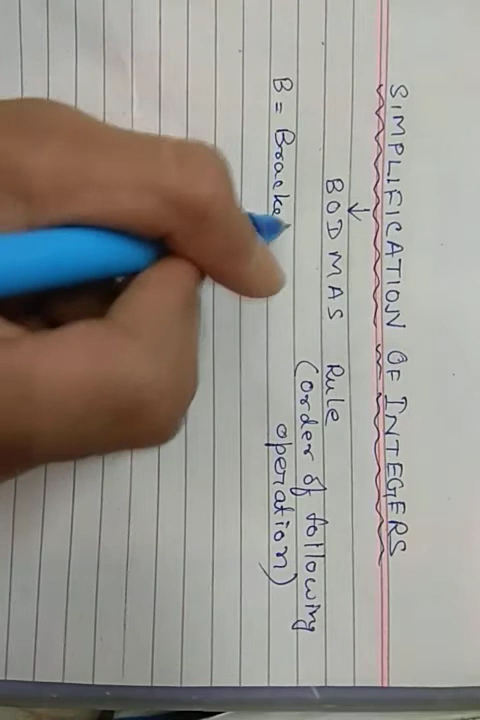 SIMPLIFICATION OF INTEGERS
↓
BODMAS Rule
(order of following
operation)
B = Bracke